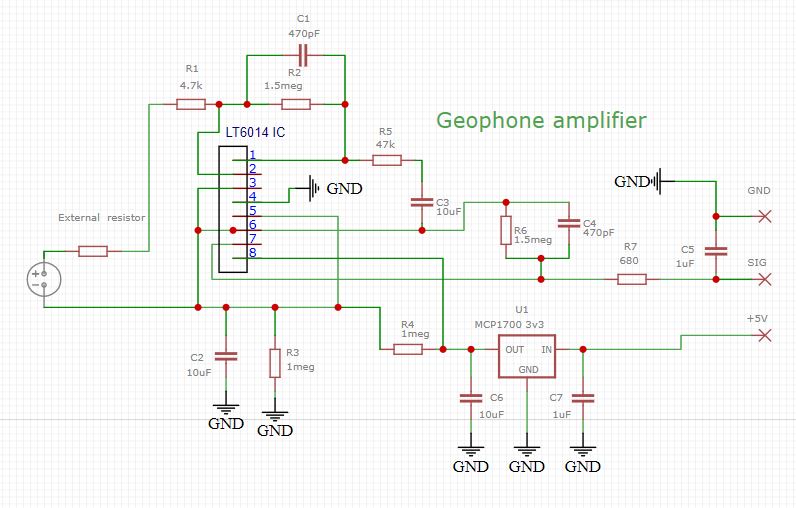 C1
470pF
R1
4.7k
R2
1.5meg
LT6014 IC
Geophone amplifier
1
2
3
4
5
6
7
8
R5
47k
GND
C3
10uF
GND
GND
External resistor
R6
1.5meg
C4
470pF
R7
680
C5
1uF
SIG
U1
MCP1700 3v3
+5V
R4
1meg
OUT
IN
GND
C2
10uF
R3
1meg
C6
10uF
C7
1uF
GND
GND
GND
GND
GND